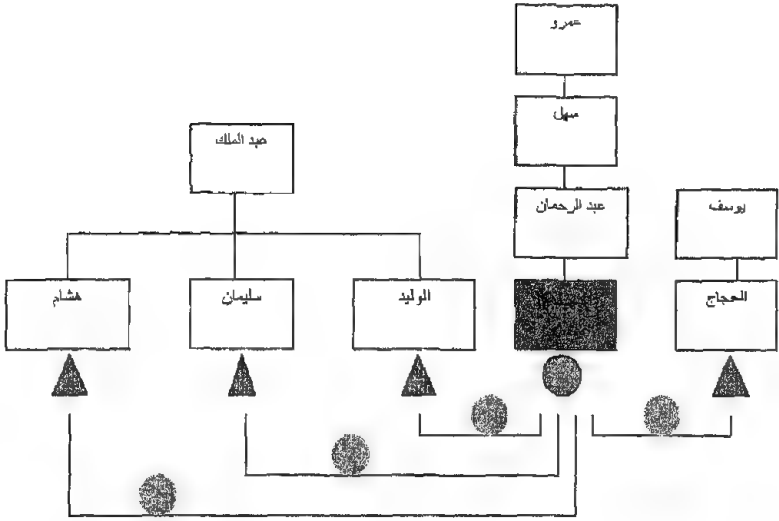 عمرو
سهل
عبد الملك
عبد الرحمان
يوسف
هشام
سليمان
الوليد
الحجاج